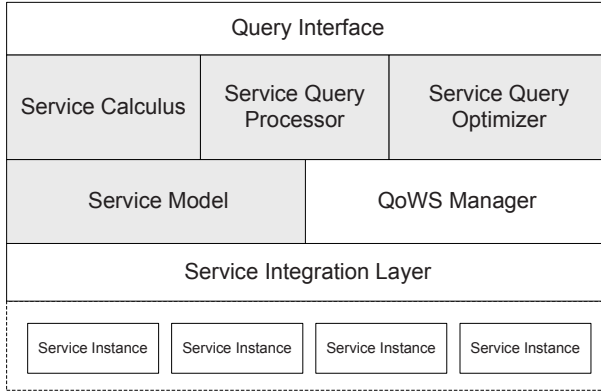 Query Interface
Service Calculus
Service Query
Processor
Service Query
Optimizer
Service Model
QoWS Manager
Service Integration Layer
Service Instance
Service Instance
Service Instance
Service Instance